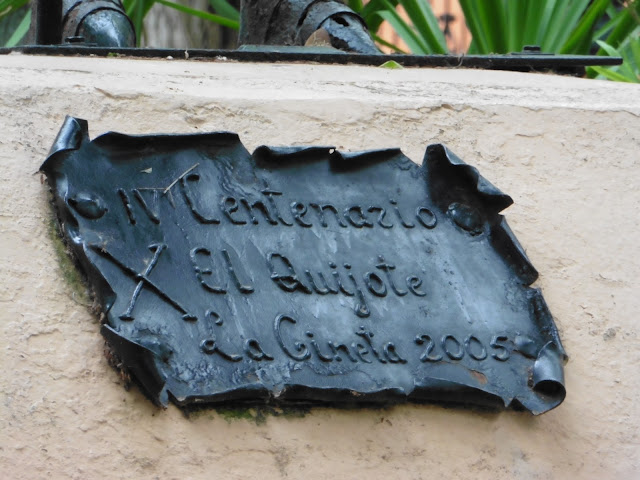 IV Centenario
El Quijote
La Gineta 2005